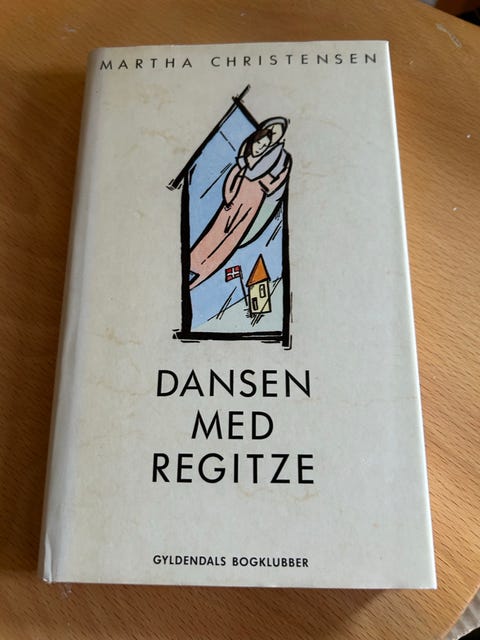 MARTHA CHRISTENSEN
DANSEN
MED
REGITZE
GYLDENDALS BOGKLUBBER